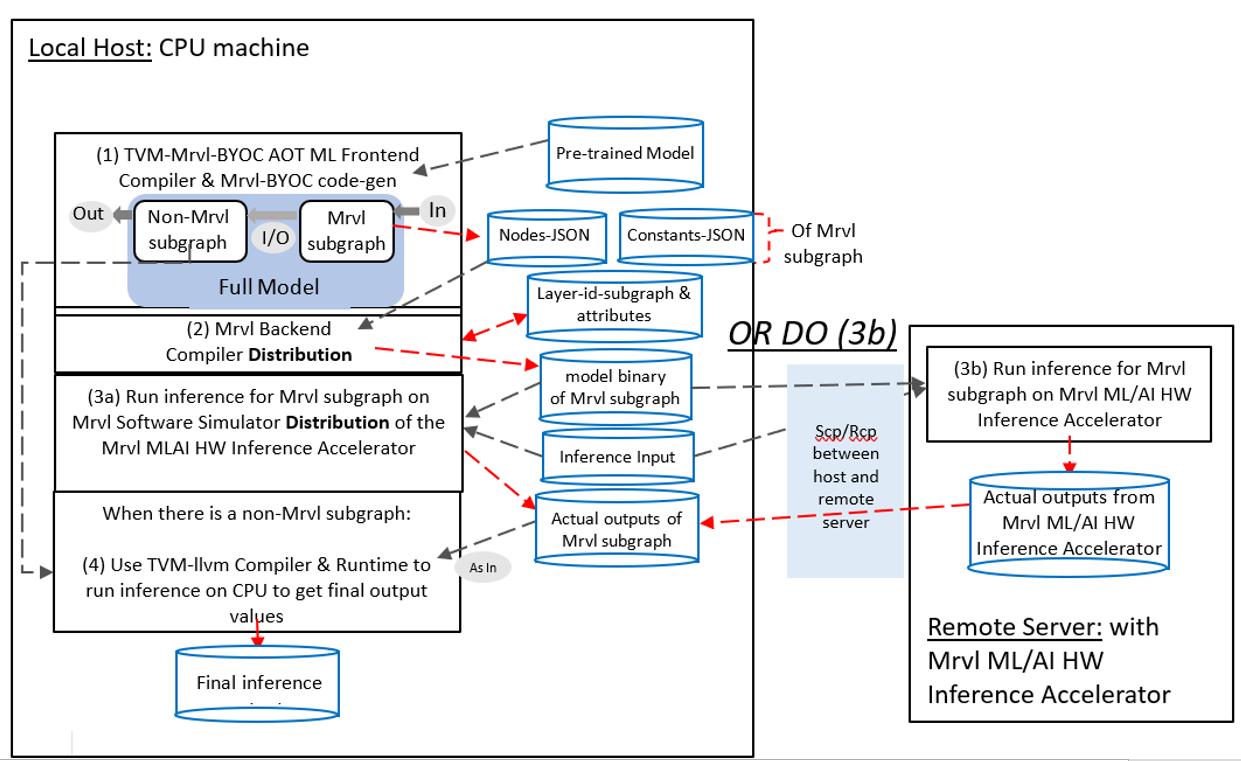 Local Host: CPU machine
(1) TVM-Mrvl-BYOC AOT ML Frontend
Compiler & Mrvl-BYOC code-gen
Out
Non-Mrvl
subgraph
I/O
Mrvl
subgraph
In
Full Model
Pre-trained Model
Nodes-JSON
Constants-JSON
Of Mrvl
subgraph
Layer-id-subgraph &
attributes
(2) Mrvl Backend
Compiler Distribution
model binary
of Mrvl subgraph
(3a) Run inference for Mrvl subgraph on
Mrvl Software Simulator Distribution of the
Mrvl MLAI HW Inference Accelerator
Inference Input
Actual outputs of
Mrvl subgraph
When there is a non-Mrvl subgraph:
(4) Use TVM-llvm Compiler & Runtime to
run inference on CPU to get final output
values
As In
Final inference
OR DO (3b)
Scp/Rcp
between
host and
remote
server
(3b) Run inference for Mrvl
subgraph on Mrvl ML/AI HW
Inference Accelerator
Actual outputs from
Mrvl ML/AI HW
Inference Accelerator
Remote Server: with
Mrvl ML/AI HW
Inference Accelerator